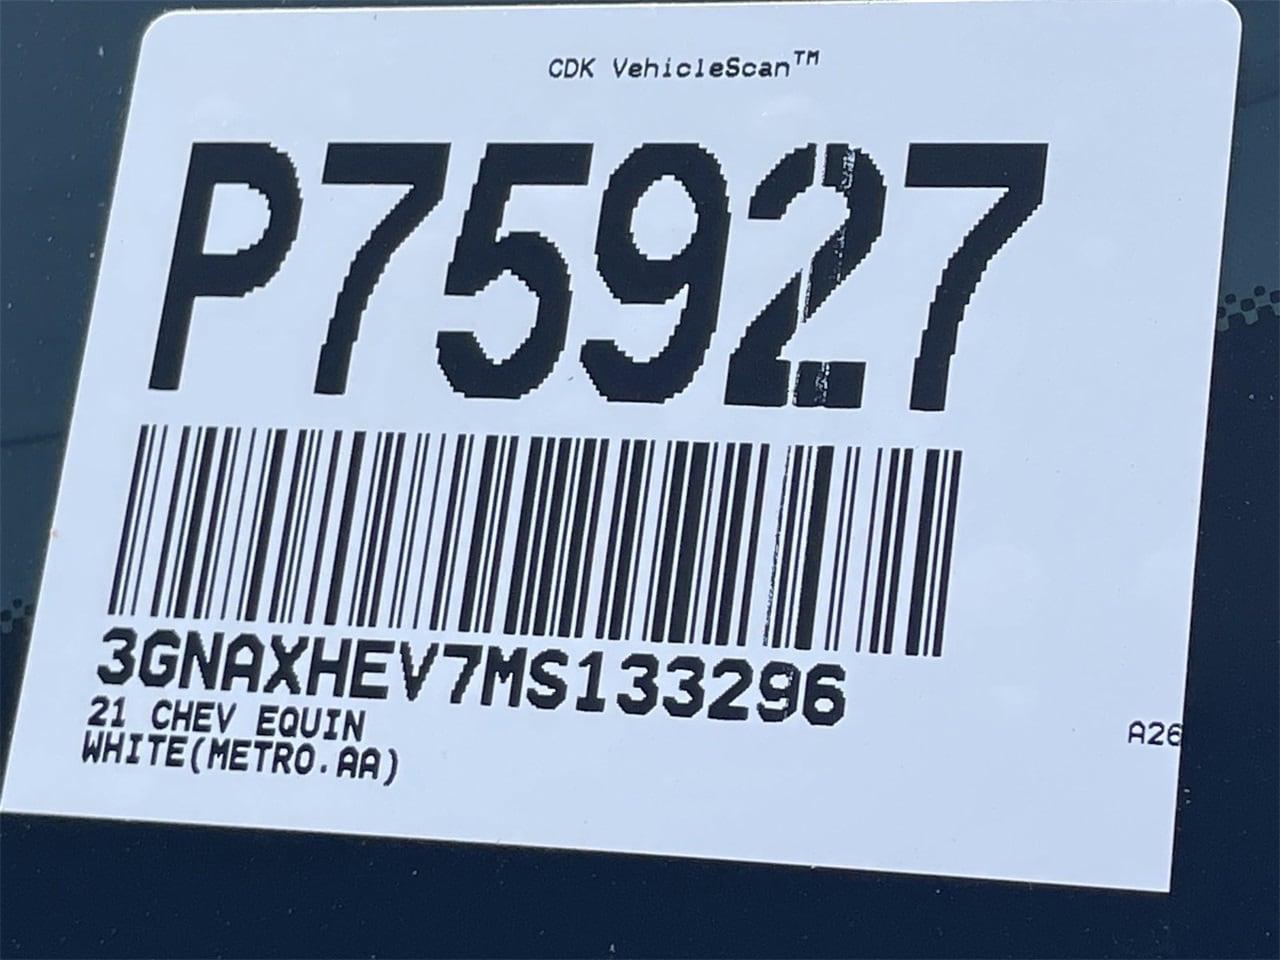 CDK VehicleScan™
P75927
3GNAXHEV7MS133296
21 CHEV EQUIN
WHITE(METRO.AA)
A26